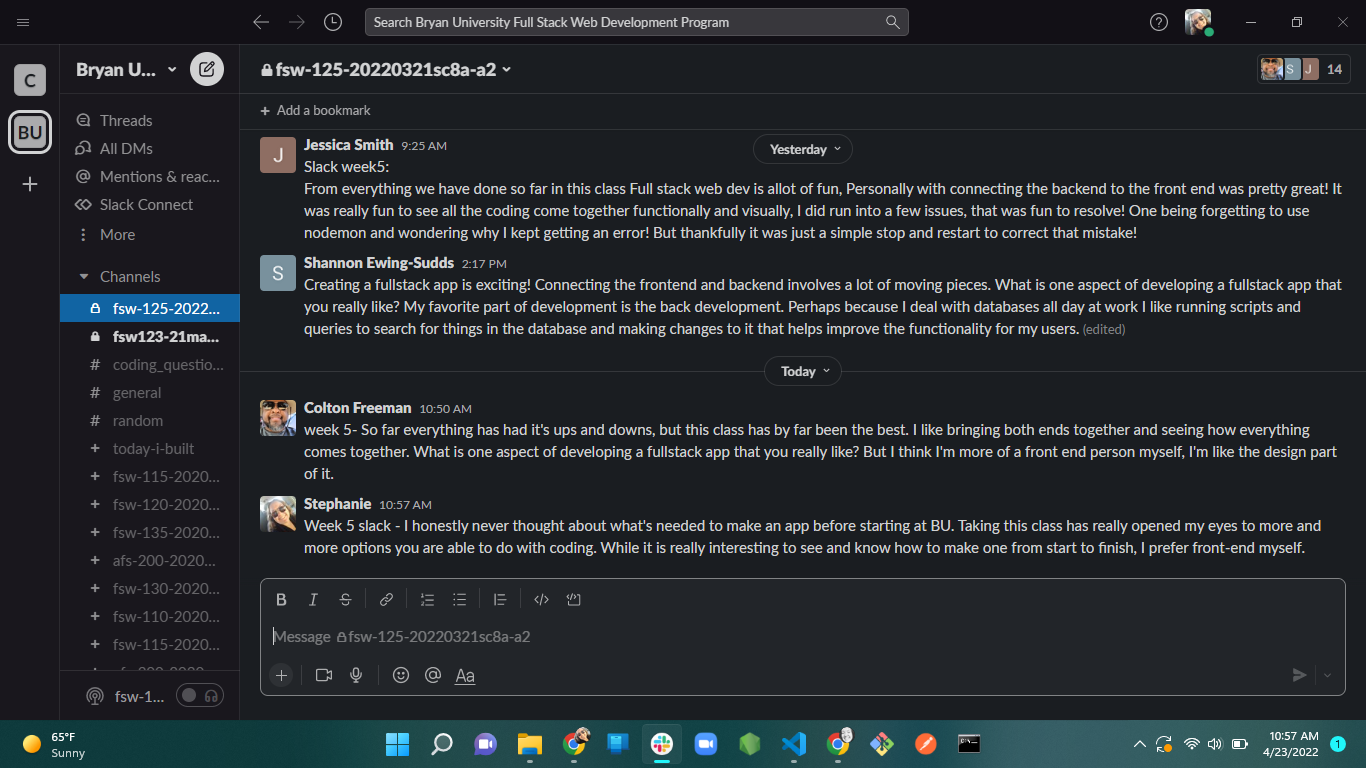 Search Bryan University Full Stack Web Development Program
C
BU
Bryan U...
Threads
All DMs
Mentions & reac...
Slack Connect
More
Channels
fsw-125-2022...
fsw123-21ma...
coding_questio...
general
random
today-i-built
fsw-115-2020...
fsw-120-2020...
fsw-135-2020...
afs-200-2020...
fsw-130-2020...
fsw-110-2020...
fsw-115-2020...
fsw-1...
fsw-125-20220321sc8a-a2
S J 14
+ Add a bookmark
Yesterday
J
Jessica Smith 9:25 AM
Slack week5:
From everything we have done so far in this class Full stack web dev is allot of fun, Personally with connecting the backend to the front end was pretty great! It
was really fun to see all the coding come together functionally and visually, I did run into a few issues, that was fun to resolve! One being forgetting to use
nodemon and wondering why I kept getting an error! But thankfully it was just a simple stop and restart to correct that mistake!
S
Shannon Ewing-Sudds 2:17 PM
Creating a fullstack app is exciting! Connecting the frontend and backend involves a lot of moving pieces. What is one aspect of developing a fullstack app that
you really like? My favorite part of development is the back development. Perhaps because I deal with databases all day at work I like running scripts and
queries to search for things in the database and making changes to it that helps improve the functionality for my users. (edited)
Today
Colton Freeman 10:50 AM
week 5- So far everything has had it's ups and downs, but this class has by far been the best. I like bringing both ends together and seeing how everything
comes together. What is one aspect of developing a fullstack app that you really like? But I think I'm more of a front end person myself, I'm like the design part
of it.
Stephanie 10:57 AM
Week 5 slack - I honestly never thought about what's needed to make an app before starting at BU. Taking this class has really opened my eyes to more and
more options you are able to do with coding. While it is really interesting to see and know how to make one from start to finish, I prefer front-end myself.
B I S
Message fsw-125-20220321sc8a-a2
Aa
65°F
Sunny
10:57 AM
4/23/2022
1